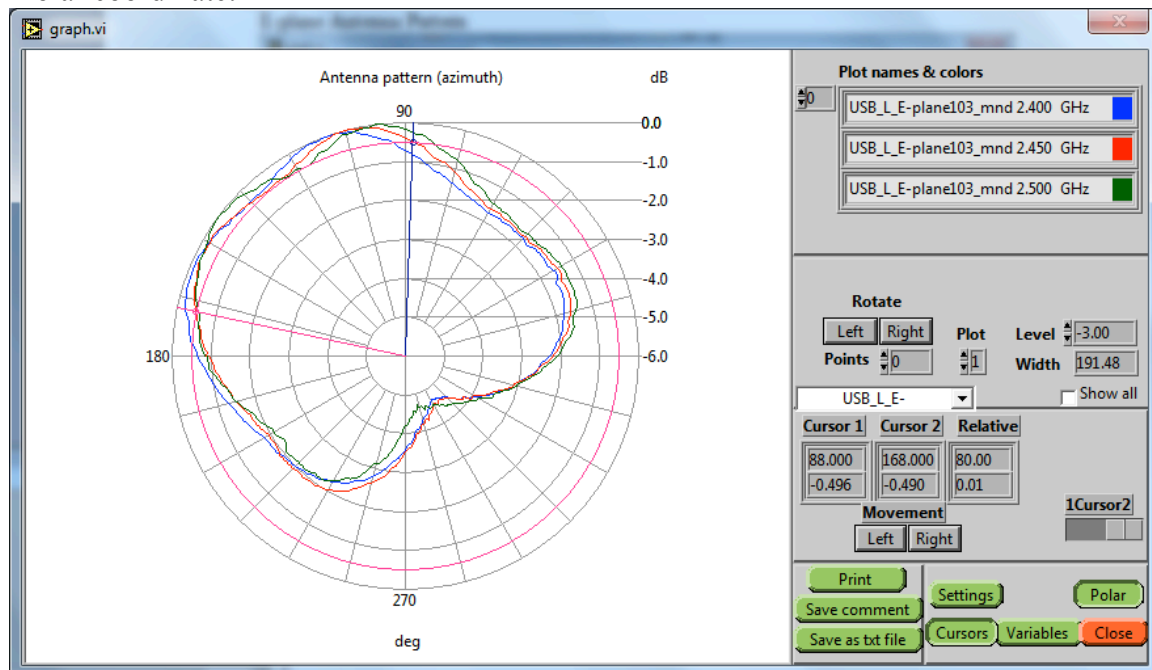 graph.vi
Antenna pattern (azimuth)
dB
90
180
270
deg
0.0
-1.0
-2.0
-3.0
-4.0
-5.0
-6.0
Plot names & colors
0
USB_L_E-plane103_mnd 2.400 GHz
USB_L_E-plane103_mnd 2.450 GHz
USB_L_E-plane103_mnd 2.500 GHz
Rotate
Left Right Plot Level -3.00
Points 0 1 Width 191.48
USB_L_E- Show all
Cursor 1 Cursor 2 Relative
88.000 168.000 80.00
-0.496 -0.490 0.01
Movement 1Cursor2
Left Right
Print
Save comment
Save as txt file
Settings Polar
Cursors Variables Close